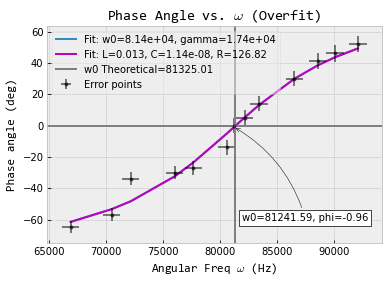 Phase Angle vs. ω (Overfit)
Fit: w0=8.14e+04, gamma=1.74e+04
Fit: L=0.013, C=1.14e-08, R=126.82
w0 Theoretical=81325.01
Error points
60
40
20
0
−20
−40
−60
Phase angle (deg)
w0=81241.59, phi=-0.96
65000 70000 75000 80000 85000 90000
Angular Freq ω (Hz)